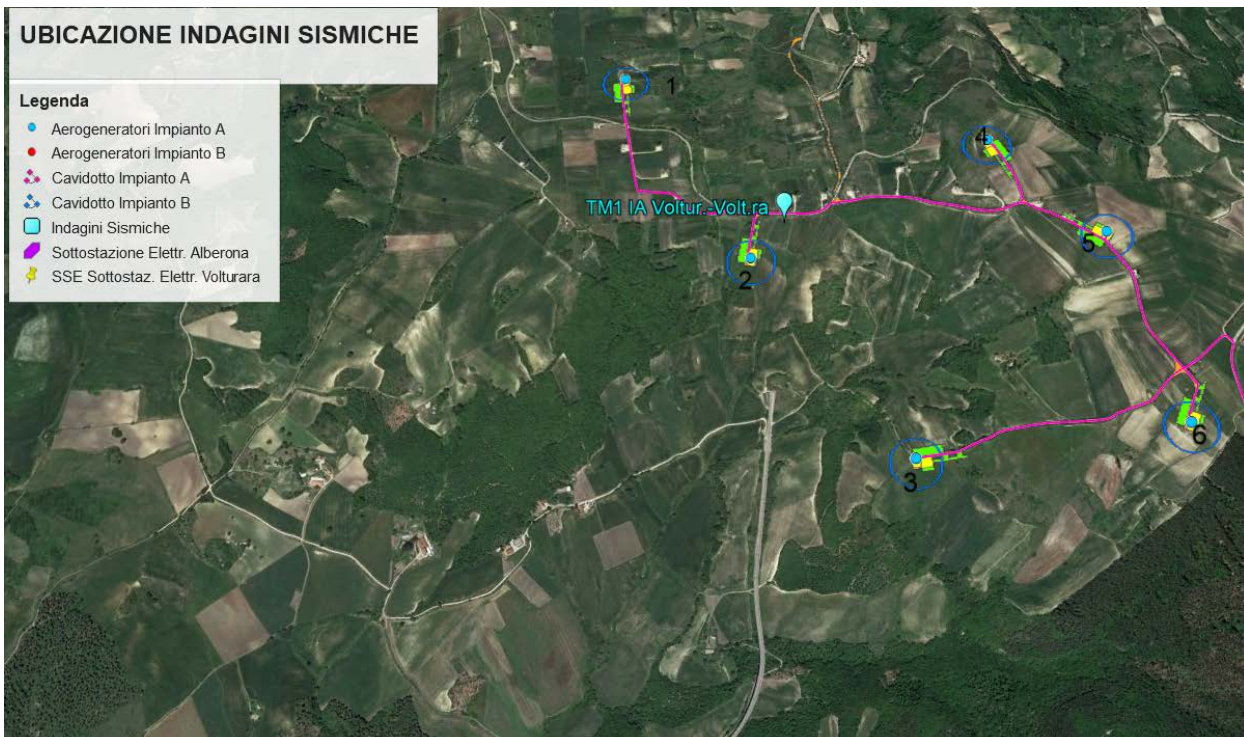 UBICAZIONE INDAGINI SISMICHE
Legenda
Aerogeneratori Impianto A
Aerogeneratori Impianto B
Cavidotto Impianto A
Cavidotto Impianto B
Indagini Sismiche
Sottostazione Elettr. Alberona
SSE Sottostaz. Elettr. Volturara
1
4
TM1 IA Voltur.-Volt.ra
5
2
6
3